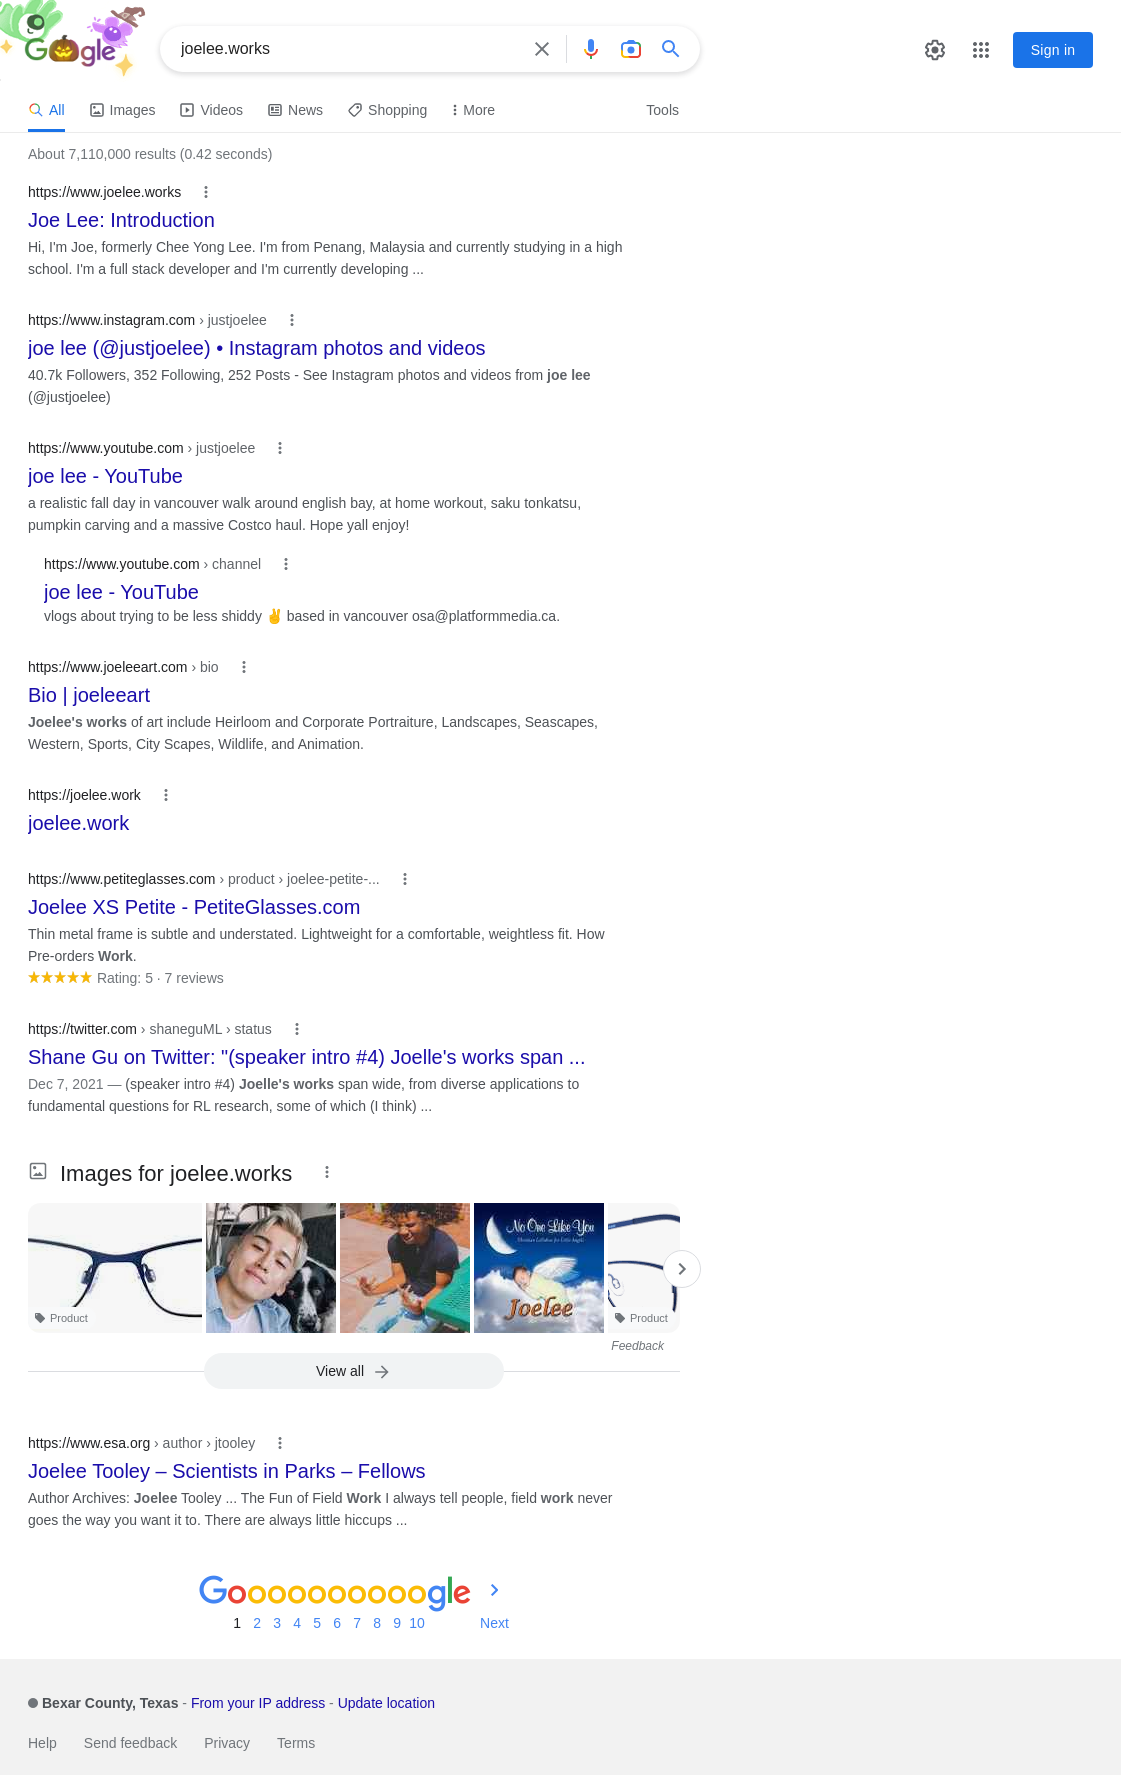 Google
joelee.works
Sign in
All Images Videos News Shopping More Tools
About 7,110,000 results (0.42 seconds)
https://www.joelee.works
Joe Lee: Introduction
Hi, I'm Joe, formerly Chee Yong Lee. I'm from Penang, Malaysia and currently studying in a high
school. I'm a full stack developer and I'm currently developing ...
https://www.instagram.com › justjoelee
joe lee (@justjoelee) • Instagram photos and videos
40.7k Followers, 352 Following, 252 Posts - See Instagram photos and videos from joe lee
(@justjoelee)
https://www.youtube.com › justjoelee
joe lee - YouTube
a realistic fall day in vancouver walk around english bay, at home workout, saku tonkatsu,
pumpkin carving and a massive Costco haul. Hope yall enjoy!
https://www.youtube.com › channel
joe lee - YouTube
vlogs about trying to be less shiddy ✌️ based in vancouver osa@platformmedia.ca.
https://www.joeleeart.com › bio
Bio | joeleeart
Joelee's works of art include Heirloom and Corporate Portraiture, Landscapes, Seascapes,
Western, Sports, City Scapes, Wildlife, and Animation.
https://joelee.work
joelee.work
https://www.petiteglasses.com › product › joelee-petite-...
Joelee XS Petite - PetiteGlasses.com
Thin metal frame is subtle and understated. Lightweight for a comfortable, weightless fit. How
Pre-orders Work.
Rating: 5 · 7 reviews
https://twitter.com › shaneguML › status
Shane Gu on Twitter: "(speaker intro #4) Joelle's works span ...
Dec 7, 2021 — (speaker intro #4) Joelle's works span wide, from diverse applications to
fundamental questions for RL research, some of which (I think) ...
Images for joelee.works
No One Like You
Joelee
Product
Product
Feedback
View all
https://www.esa.org › author › jtooley
Joelee Tooley – Scientists in Parks – Fellows
Author Archives: Joelee Tooley ... The Fun of Field Work I always tell people, field work never
goes the way you want it to. There are always little hiccups ...
Goooooooooogle
1 2 3 4 5 6 7 8 9 10 Next
Bexar County, Texas - From your IP address - Update location
Help Send feedback Privacy Terms